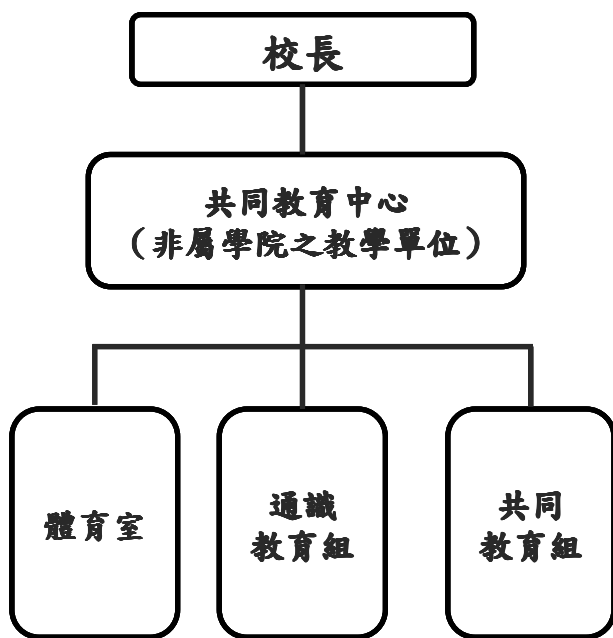 校長
共同教育中心
（非屬學院之教學單位）
體育室
通識
教育組
共同
教育組